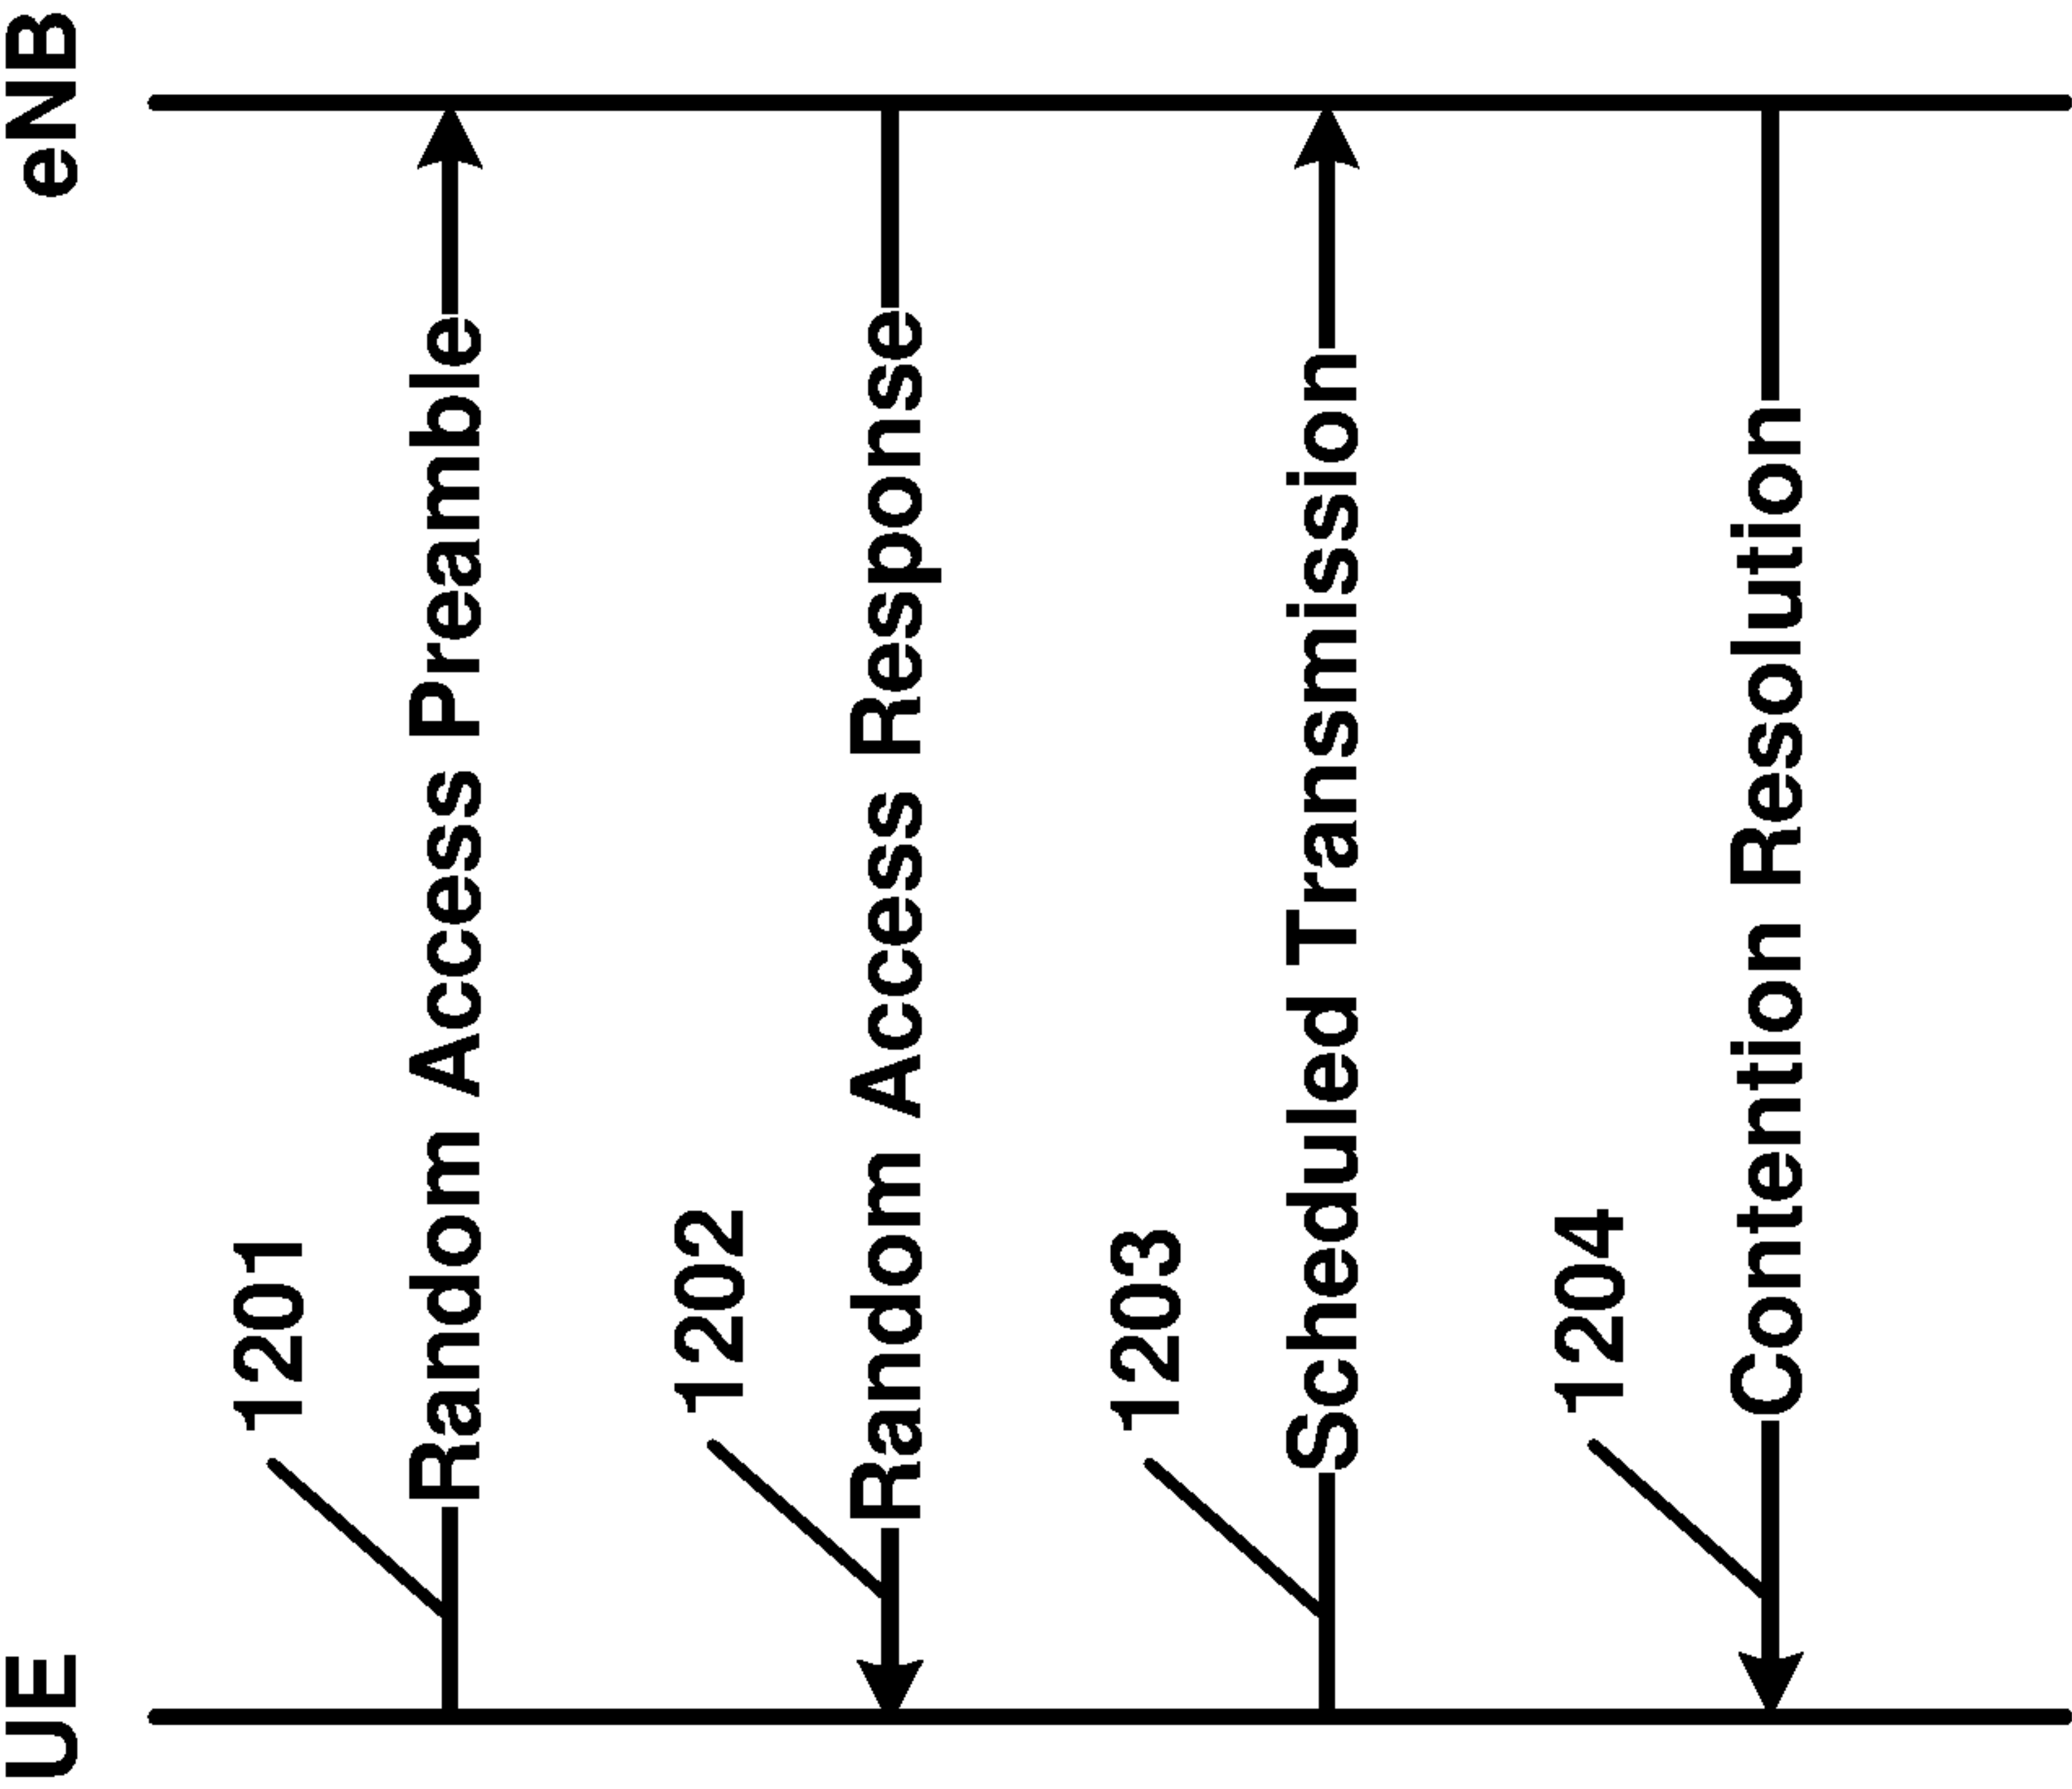 UE
eNB
1201
Random Access Preamble
1202
Random Access Response
1203
Scheduled Transmission
1204
Contention Resolution